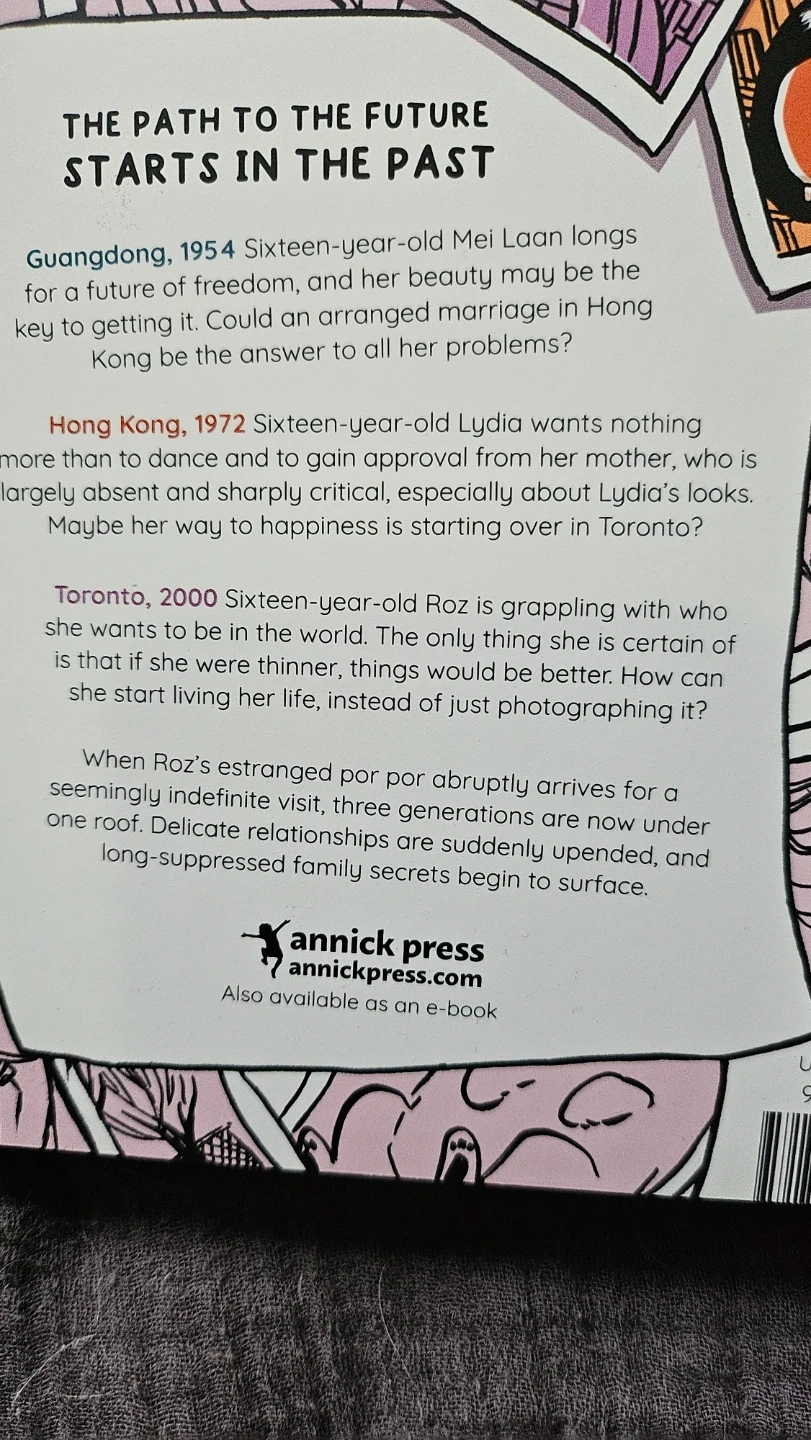 THE PATH TO THE FUTURE
STARTS IN THE PAST
Guangdong, 1954 Sixteen-year-old Mei Laan longs
for a future of freedom, and her beauty may be the
key to getting it. Could an arranged marriage in Hong
Kong be the answer to all her problems?
Hong Kong, 1972 Sixteen-year-old Lydia wants nothing
more than to dance and to gain approval from her mother, who is
largely absent and sharply critical, especially about Lydia's looks.
Maybe her way to happiness is starting over in Toronto?
Toronto, 2000 Sixteen-year-old Roz is grappling with who
she wants to be in the world. The only thing she is certain of
is that if she were thinner, things would be better. How can
she start living her life, instead of just photographing it?
When Roz's estranged por por abruptly arrives for a
seemingly indefinite visit, three generations are now under
one roof. Delicate relationships are suddenly upended, and
long-suppressed family secrets begin to surface.
annick press
annickpress.com
Also available as an e-book